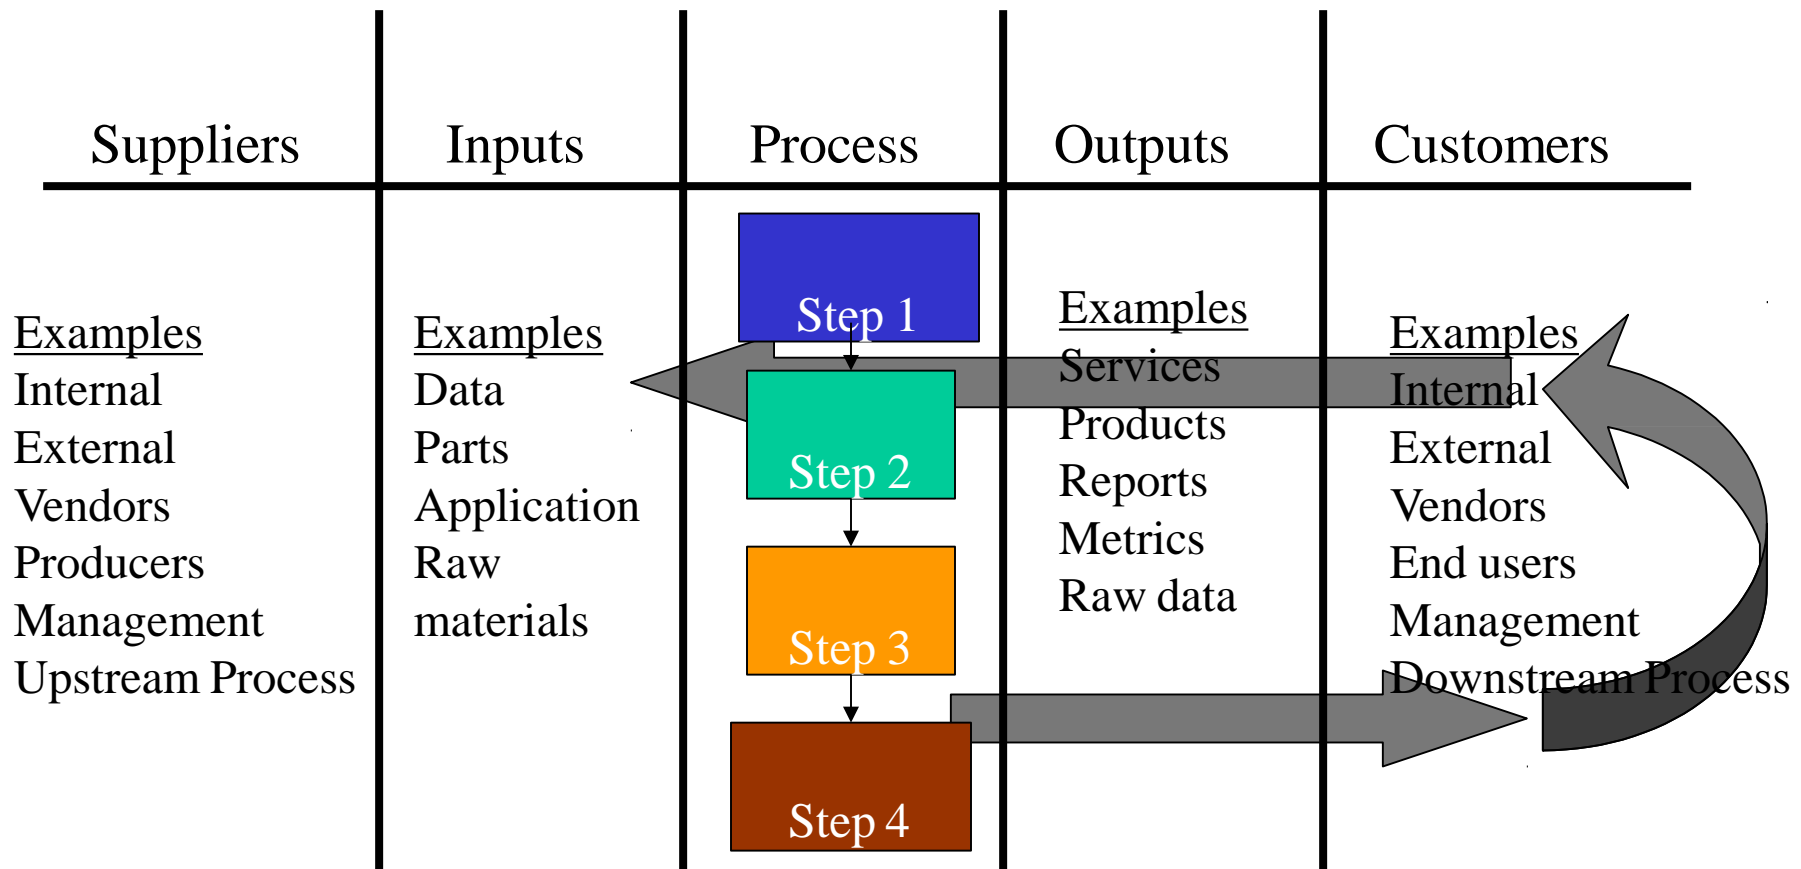 Suppliers
Inputs
Process
Outputs
Customers
Examples
Internal
External
Vendors
Producers
Management
Upstream Process
Examples
Data
Parts
Application
Raw
materials
Step 1
Step 2
Step 3
Step 4
Examples
Services
Products
Reports
Metrics
Raw data
Examples
Internal
External
Vendors
End users
Management
Downstream Process